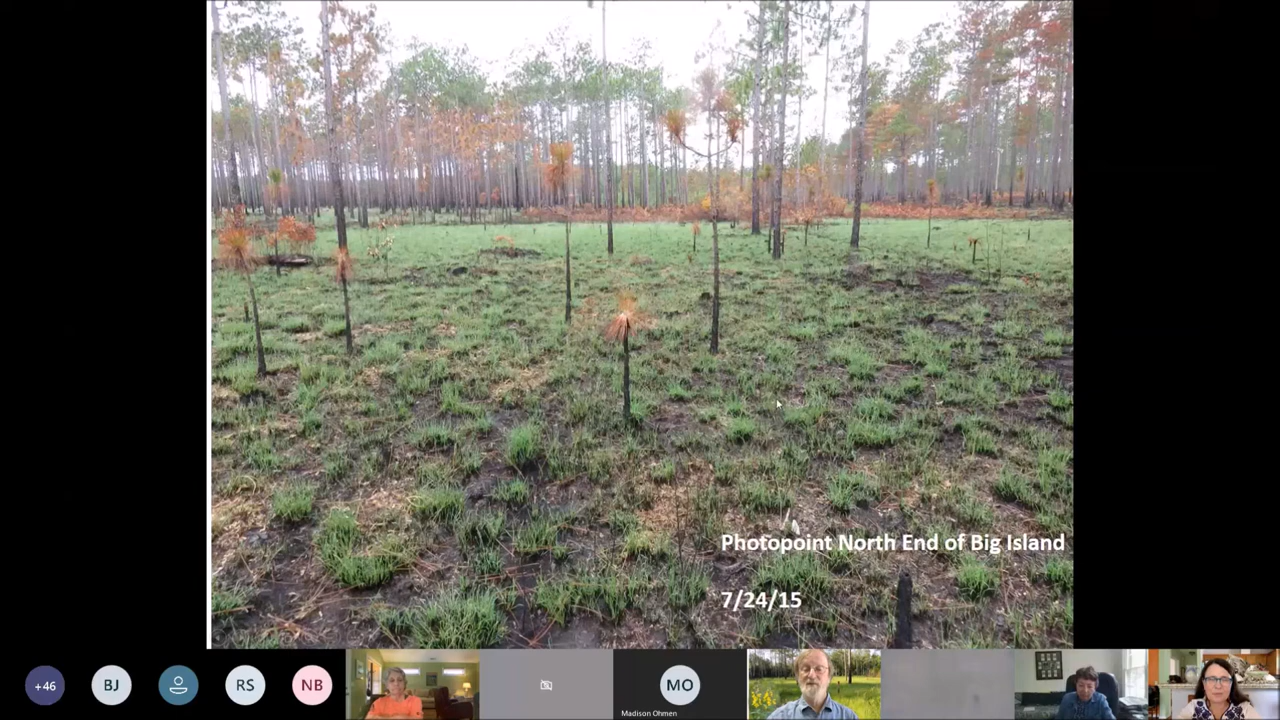 Photopoint North End of Big Island
7/24/15
+46
BJ
RS
NB
MO
Madison Ohmen